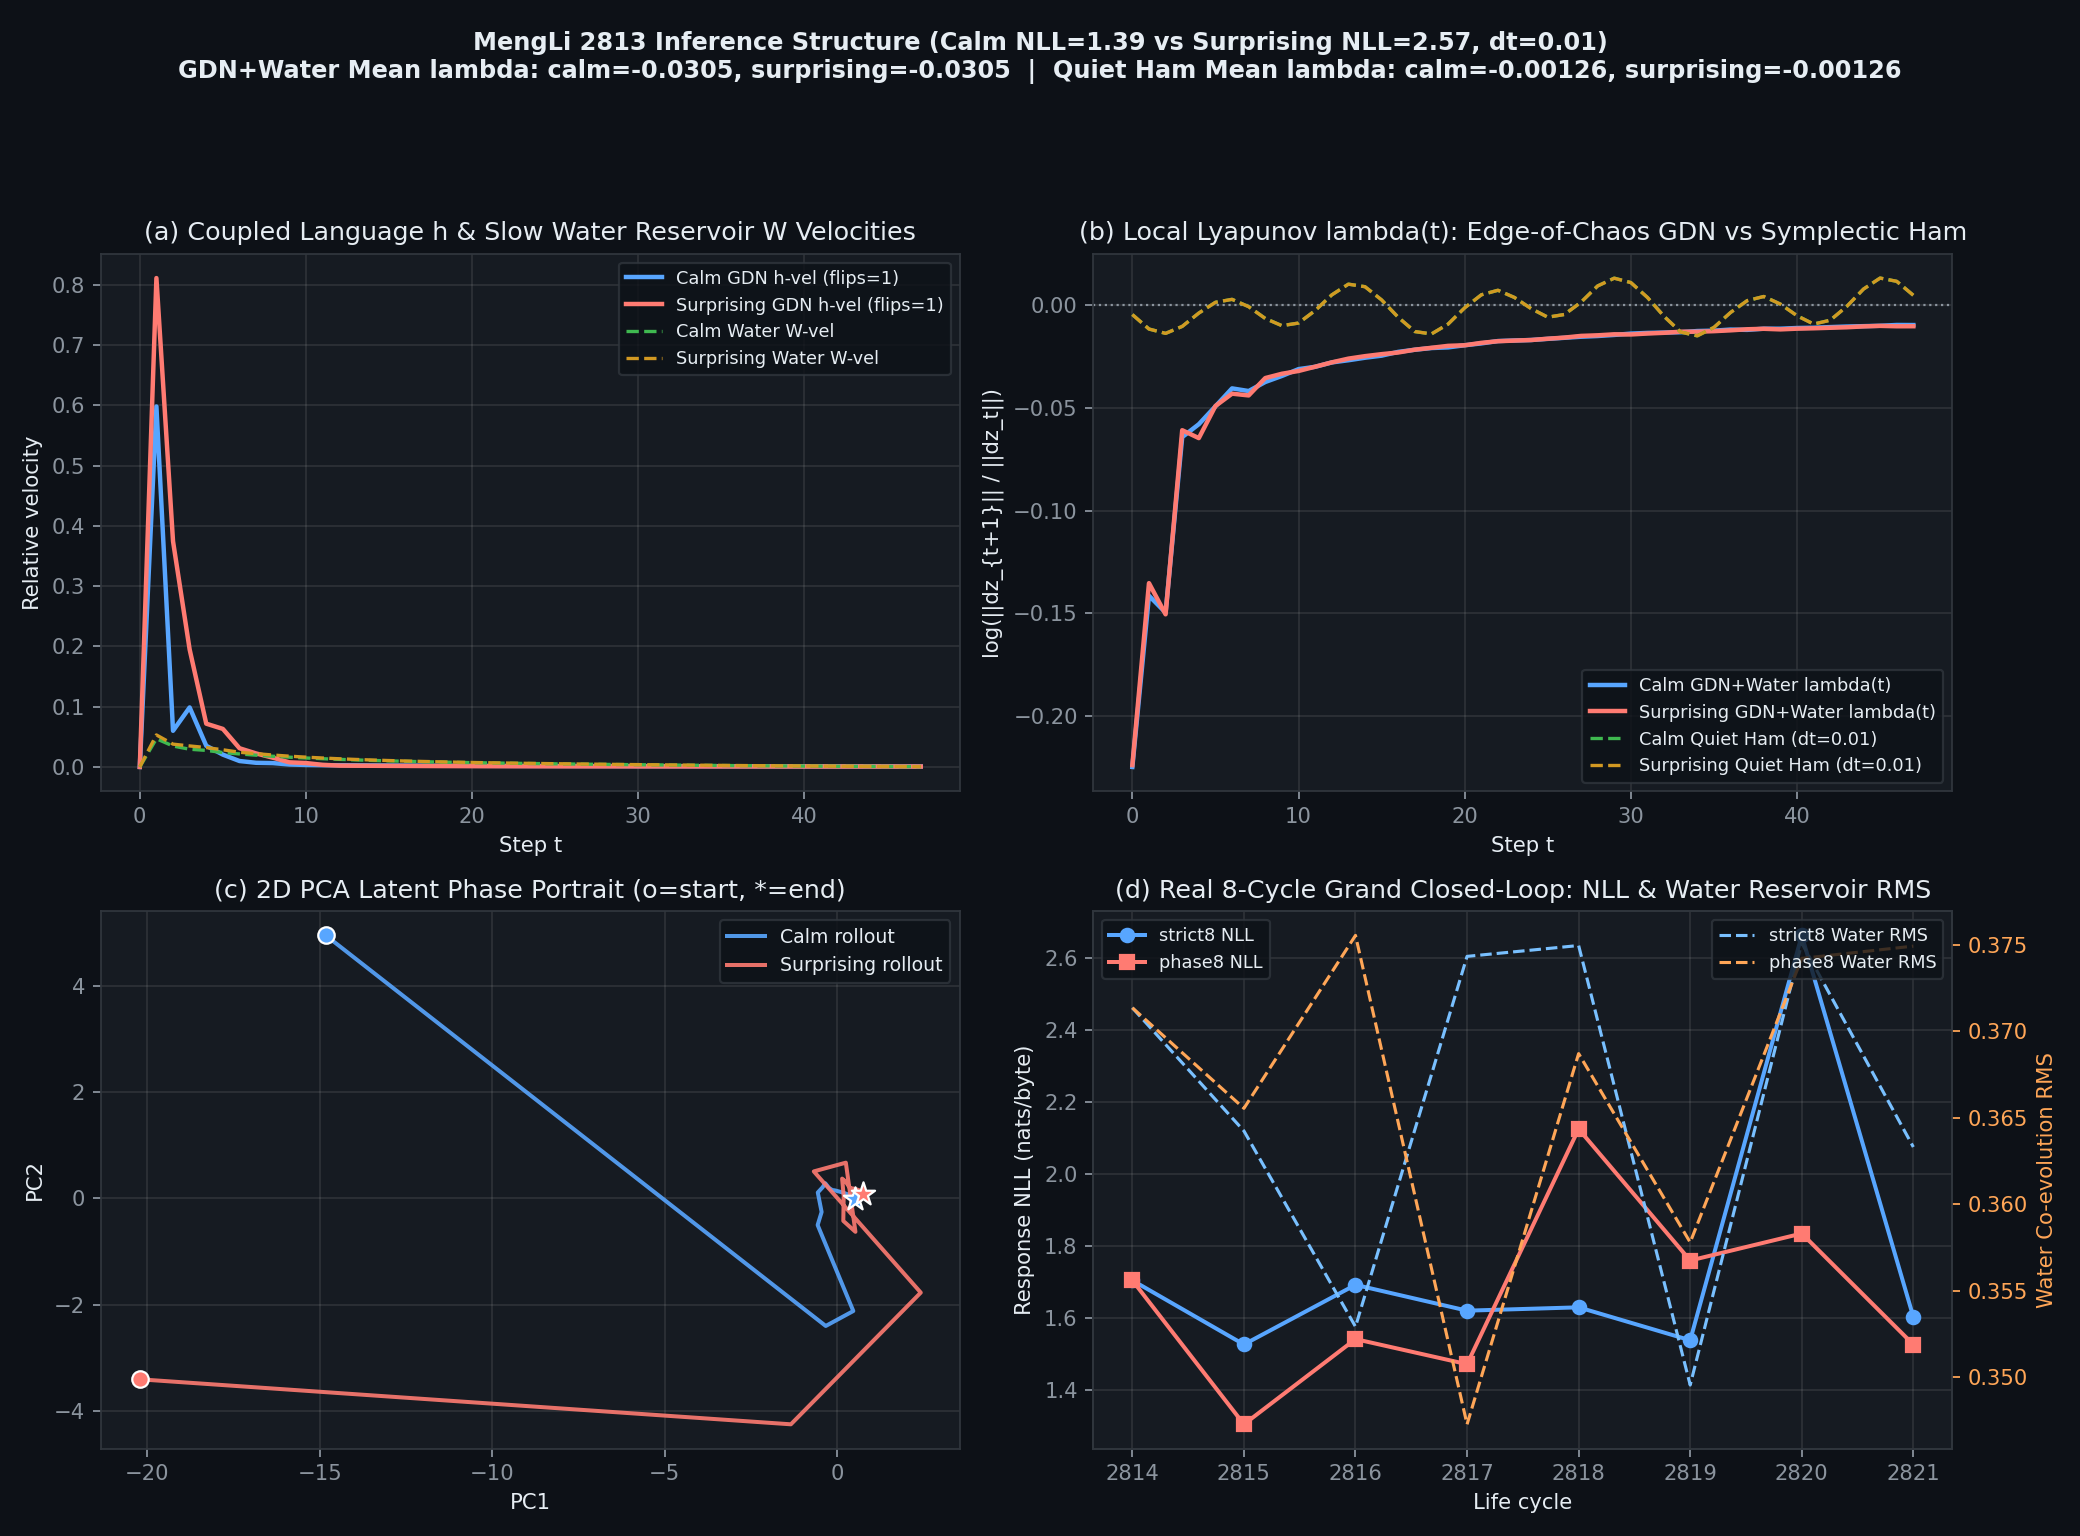 MengLi 2813 Inference Structure (Calm NLL=1.39 vs Surprising NLL=2.57, dt=0.01)
GDN+Water Mean lambda: calm=-0.0305, surprising=-0.0305 | Quiet Ham Mean lambda: calm=-0.00126, surprising=-0.00126
(a) Coupled Language h & Slow Water Reservoir W Velocities
Relative velocity
0.8
0.7
0.6
0.5
0.4
0.3
0.2
0.1
0.0
Calm GDN h-vel (flips=1)
Surprising GDN h-vel (flips=1)
Calm Water W-vel
Surprising Water W-vel
0
10
20
30
40
Step t
(b) Local Lyapunov lambda(t): Edge-of-Chaos GDN vs Symplectic Ham
log(||dz_{t+1}|| / ||dz_t||)
0.00
−0.05
−0.10
−0.15
−0.20
Calm GDN+Water lambda(t)
Surprising GDN+Water lambda(t)
Calm Quiet Ham (dt=0.01)
Surprising Quiet Ham (dt=0.01)
0
10
20
30
40
Step t
(c) 2D PCA Latent Phase Portrait (o=start, *=end)
PC2
4
2
0
−2
−4
Calm rollout
Surprising rollout
−20
−15
−10
−5
0
PC1
(d) Real 8-Cycle Grand Closed-Loop: NLL & Water Reservoir RMS
Response NLL (nats/byte)
2.6
2.4
2.2
2.0
1.8
1.6
1.4
strict8 NLL
phase8 NLL
strict8 Water RMS
phase8 Water RMS
0.375
0.370
0.365
0.360
0.355
0.350
Water Co-evolution RMS
2814
2815
2816
2817
2818
2819
2820
2821
Life cycle